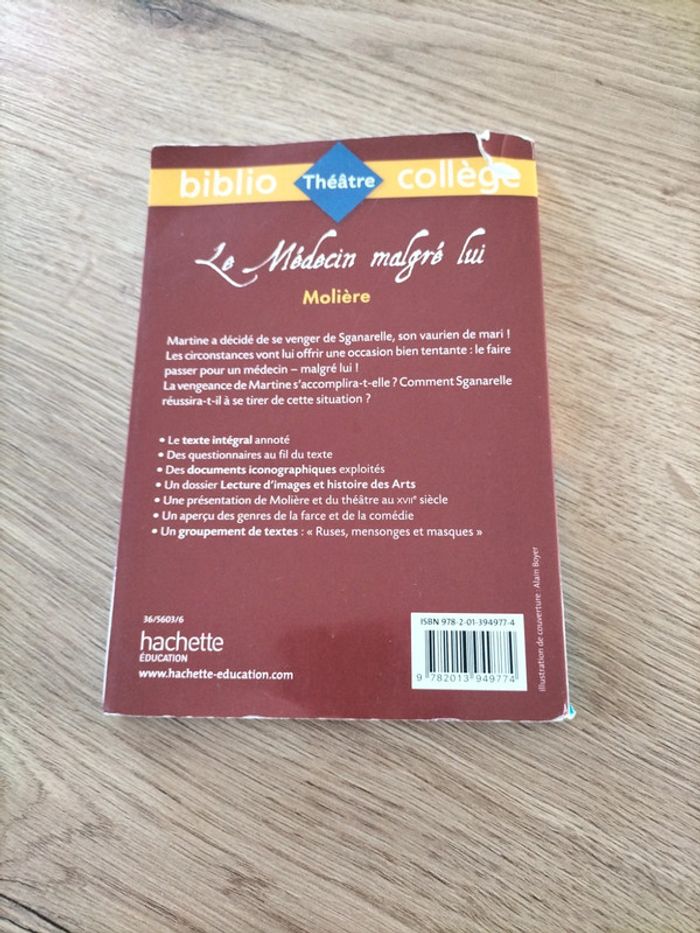 biblio Théâtre collège
Le Médecin malgré lui
Molière
Martine a décidé de se venger de Sganarelle, son vaurien de mari !
Les circonstances vont lui offrir une occasion bien tentante : le faire
passer pour un médecin – malgré lui !
La vengeance de Martine s'accomplira-t-elle ? Comment Sganarelle
réussira-t-il à se tirer de cette situation ?
• Le texte intégral annoté
• Des questionnaires au fil du texte
• Des documents iconographiques exploités
• Un dossier Lecture d'images et histoire des Arts
• Une présentation de Molière et du théâtre au XVIIe siècle
• Un aperçu des genres de la farce et de la comédie
• Un groupement de textes : « Ruses, mensonges et masques »
36/5603/6
hachette
ÉDUCATION
www.hachette-education.com
ISBN 978-2-01-394977-4
9 782013 949774
Illustration de couverture : Alain Boyer